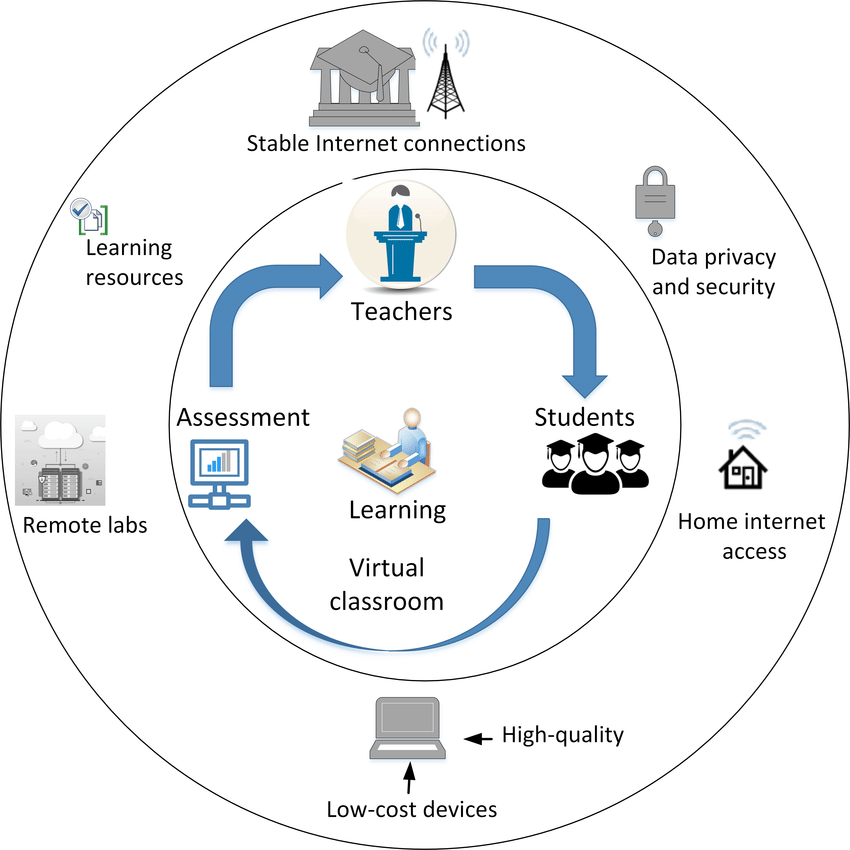 Stable Internet connections
Learning
resources
Data privacy
and security
Teachers
Assessment
Students
Learning
Remote labs
Home internet
access
Virtual
classroom
High-quality
Low-cost devices